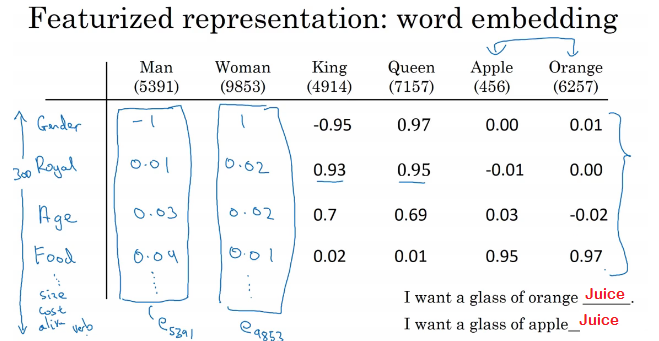 Featurized representation: word embedding
Man Woman King Queen Apple Orange
(5391) (9853) (4914) (7157) (456) (6257)
Gender -1 1 -0.95 0.97 0.00 0.01
300 Royal 0.01 0.02 0.93 0.95 -0.01 0.00
Age 0.03 0.02 0.7 0.69 0.03 -0.02
Food 0.04 0.01 0.02 0.01 0.95 0.97
size
cost
alive verb
e5391 e9853
I want a glass of orange Juice.
I want a glass of apple_Juice